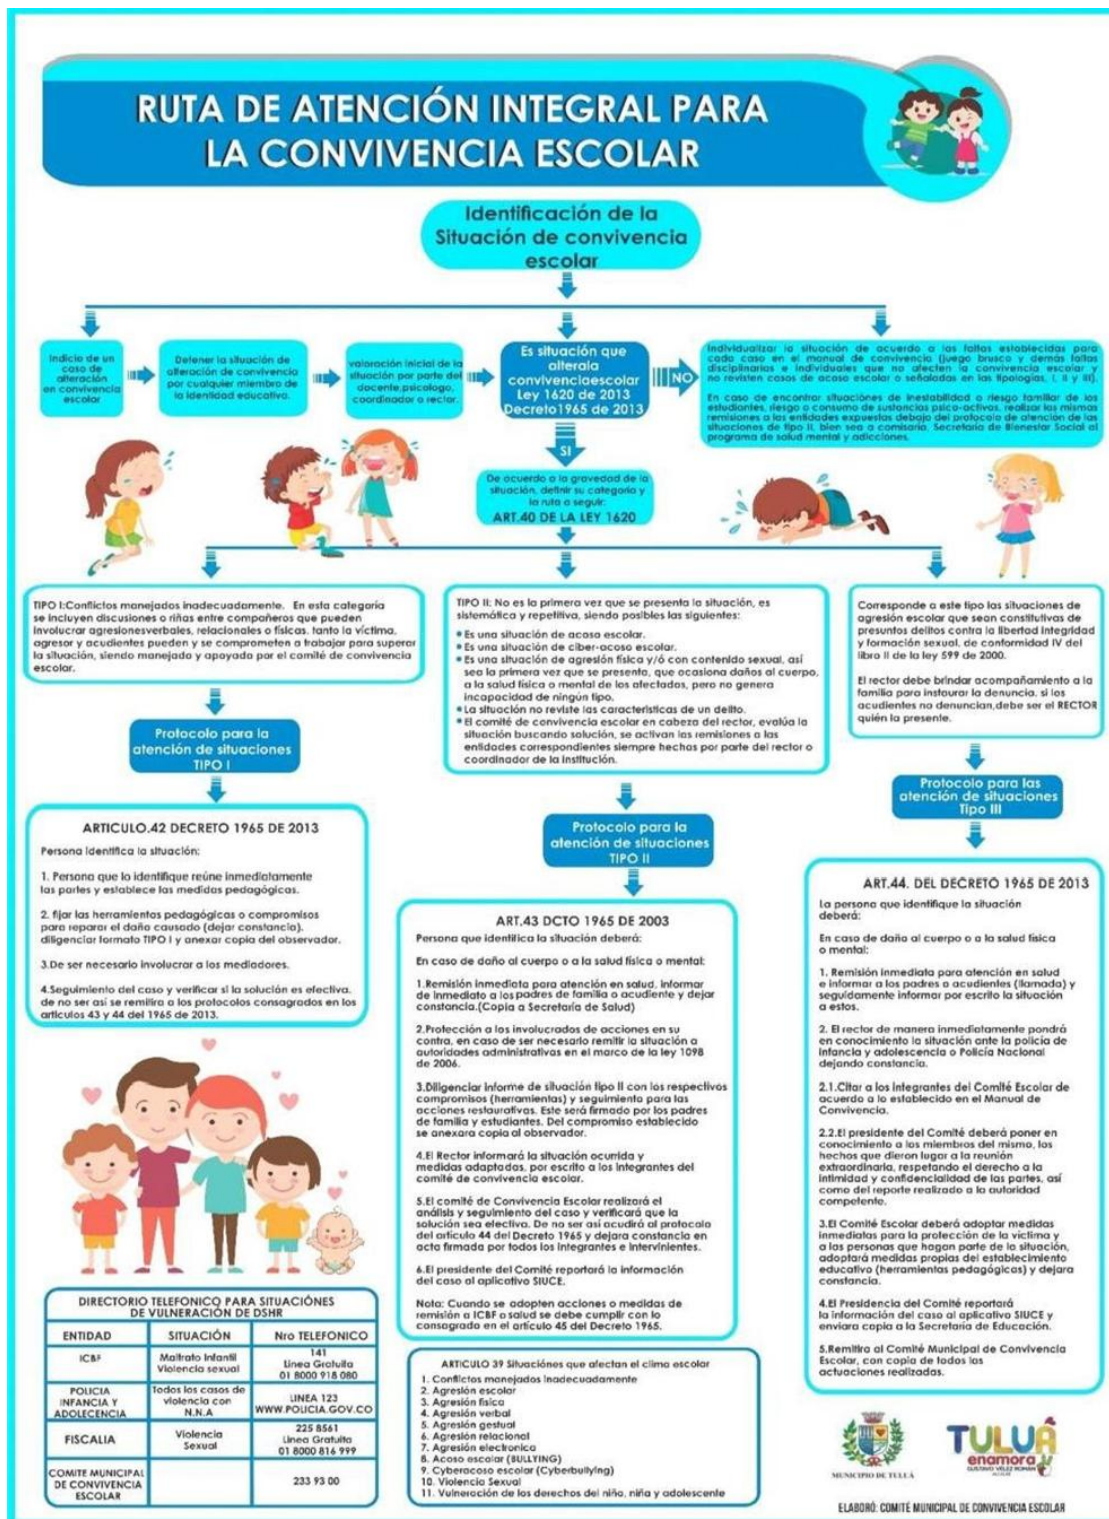 RUTA DE ATENCIÓN INTEGRAL PARA
LA CONVIVENCIA ESCOLAR
Identificación de la
Situación de convivencia
escolar
Indicio de un
caso de
alteración
en convivencia
escolar
Detener la situación de
alteración de convivencia
por cualquier miembro de
la identidad educativa.
valoración inicial de la
situación por parte del
docente,psicologo,
coordinador o rector.
Es situación que
alterala
convivenciaescolar
Ley 1620 de 2013
Decreto1965 de 2013
NO
Individualizar la situación de acuerdo a las faltas establecidas para
cada caso en el manual de convivencia (juego brusco y demás faltas
disciplinarias e individuales que no afecten la convivencia escolar y
no revisten casos de acoso escolar o señaladas en las tipologías, I, II y III).
En caso de encontrar situaciones de inestabilidad o riesgo familiar de los
estudiantes, riesgo o consumo de sustancias psico-activas, realizar las mismas
remisiones a las entidades expuestas debajo del protocolo de atención de las
situaciones de tipo II, bien sea a comisaria, Secretaria de Bienestar Social al
programa de salud mental y adicciones.
SI
De acuerdo a la gravedad de la
situación, definir su categoría y
la ruta a seguir:
ART.40 DE LA LEY 1620
TIPO I:Conflictos manejados inadecuadamente. En esta categoría
se incluyen discusiones o riñas entre compañeros que pueden
involucrar agresionesverbales, relacionales o físicas. tanto la víctima,
agresor y acudientes pueden y se comprometen a trabajar para superar
la situación, siendo manejada y apoyada por el comité de convivencia
escolar.
Protocolo para la
atención de situaciones
TIPO I
ARTICULO.42 DECRETO 1965 DE 2013
Persona identifica la situación:
1. Persona que lo identifique reúne inmediatamente
las partes y establece las medidas pedagógicas.
2. fijar las herramientas pedagógicas o compromisos
para reparar el daño causado (dejar constancia).
diligenciar formato TIPO I y anexar copia del observador.
3.De ser necesario involucrar a los mediadores.
4.Seguimiento del caso y verificar si la solución es efectiva.
de no ser asi se remitira a los protocolos consagrados en los
articulos 43 y 44 del 1965 de 2013.
TIPO II: No es la primera vez que se presenta la situación, es
sistemática y repetitiva, siendo posibles las siguientes:
• Es una situación de acoso escolar.
• Es una situación de ciber-acoso escolar.
• Es una situación de agresión física y/ó con contenido sexual, así
sea la primera vez que se presenta, que ocasiona daños al cuerpo,
a la salud física o mental de los afectados, pero no genera
incapacidad de ningún tipo.
• La situación no reviste las características de un delito.
• El comité de convivencia escolar en cabeza del rector, evalúa la
situación buscando solución, se activan las remisiones a las
entidades correspondientes siempre hechas por parte del rector o
coordinador de la institución.
Protocolo para la
atención de situaciones
TIPO II
ART.43 DCTO 1965 DE 2003
Persona que identifica la situación deberá:
En caso de daño al cuerpo o a la salud física o mental:
1.Remisión inmediata para atención en salud, informar
de inmediato a los padres de familia o acudiente y dejar
constancia.(Copia a Secretaría de Salud)
2.Protección a los involucrados de acciones en su
contra, en caso de ser necesario remitir la situación a
autoridades administrativas en el marco de la ley 1098
de 2006.
3.Diligenciar informe de situación tipo II con los respectivos
compromisos (herramientas) y seguimiento para las
acciones restaurativas. Este será firmado por los padres
de familia y estudiantes. Del compromiso establecido
se anexara copia al observador.
4.El Rector informará la situación ocurrida y
medidas adaptadas, por escrito a los integrantes del
comité de convivencia escolar.
5.El comité de Convivencia Escolar realizará el
análisis y seguimiento del caso y verificará que la
solución sea efectiva. De no ser así acudirá al protocolo
del articulo 44 del Decreto 1965 y dejara constancia en
acta firmada por todos los integrantes e intervinientes.
6.El presidente del Comité reportará la información
del caso al aplicativo SIUCE.
Nota: Cuando se adopten acciones o medidas de
remisión a ICBF o salud se debe cumplir con lo
consagrado en el artículo 45 del Decreto 1965.
Corresponde a este tipo las situaciones de
agresión escolar que sean constitutivas de
presuntos delitos contra la libertad integridad
y formación sexual, de conformidad IV del
libro II de la ley 599 de 2000.
El rector debe brindar acompañamiento a la
familia para instaurar la denuncia. si los
acudientes no denuncian,debe ser el RECTOR
quién la presente.
Protocolo para las
atención de situaciones
Tipo III
ART.44. DEL DECRETO 1965 DE 2013
La persona que identifique la situación
deberá:
En caso de daño al cuerpo o a la salud física
o mental:
1. Remisión inmediata para atención en salud
e informar a los padres o acudientes (llamada) y
seguidamente informar por escrito la situación
a estos.
2. El rector de manera inmediatamente pondrá
en conocimiento la situación ante la policía de
infancia y adolescencia o Policía Nacional
dejando constancia.
2.1.Citar a los integrantes del Comité Escolar de
acuerdo a lo establecido en el Manual de
Convivencia.
2.2.El presidente del Comité deberá poner en
conocimiento a los miembros del mismo, los
hechos que dieron lugar a la reunión
extraordinaria, respetando el derecho a la
intimidad y confidencialidad de las partes, así
como del reporte realizado a la autoridad
competente.
3.El Comité Escolar deberá adoptar medidas
inmediatas para la protección de la víctima y
a las personas que hagan parte de la situación,
adoptará medidas propias del establecimiento
educativo (herramientas pedagógicas) y dejara
constancia.
4.El Presidencia del Comité reportará
la información del caso al aplicativo SIUCE y
enviara copia a la Secretaría de Educación.
5.Remitira al Comité Municipal de Convivencia
Escolar, con copia de todos las
actuaciones realizadas.
DIRECTORIO TELEFONICO PARA SITUACIÓNES
DE VULNERACIÓN DE DSHR
ENTIDAD SITUACIÓN Nro TELEFONICO
ICBF Maltrato Infantil Violencia sexual 141 Linea Gratuita 01 8000 918 080
POLICIA INFANCIA Y ADOLECENCIA Todos los casos de violencia con N.N.A LINEA 123 WWW.POLICIA.GOV.CO
FISCALIA Violencia Sexual 225 8561 Linea Gratuita 01 8000 816 999
COMITE MUNICIPAL DE CONVIVENCIA ESCOLAR 233 93 00
ARTICULO 39 Situaciónes que afectan el clima escolar
1. Conflictos manejados inadecuadamente
2. Agresión escolar
3. Agresión fisica
4. Agresión verbal
5. Agresión gestual
6. Agresión relacional
7. Agresión electronica
8. Acoso escolar (BULLYING)
9. Cyberacoso escolar (Cyberbullying)
10. Violencia Sexual
11. Vulneración de los derechos del niño, niña y adolescente
MUNICIPIO DE TULUÁ
TULUÁ
enamora
GUSTAVO VÉLEZ ROMÁN
ALCALDE
ELABORÓ: COMITÉ MUNICIPAL DE CONVIVENCIA ESCOLAR